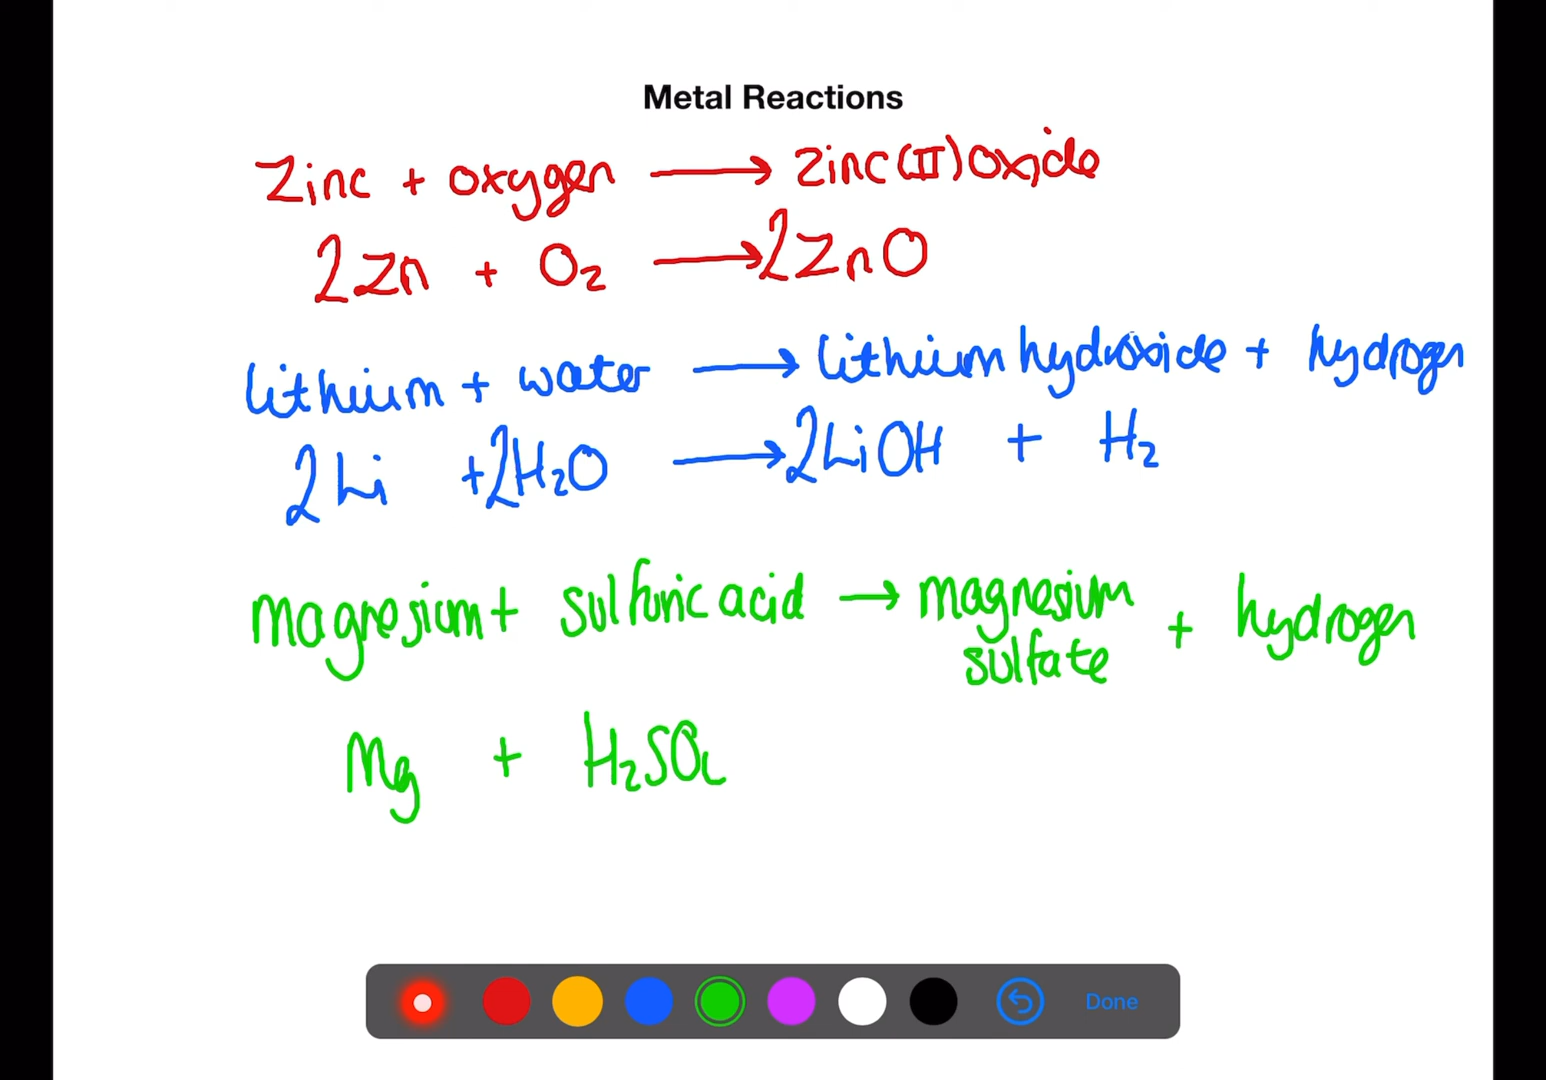 Metal Reactions
Zinc + oxygen → zinc(II) oxide
2Zn + O₂ → 2ZnO
lithium + water → lithium hydroxide + hydrogen
2Li + 2H₂O → 2LiOH + H₂
magnesium + sulfuric acid → magnesium sulfate + hydrogen
Mg + H₂SO
Done